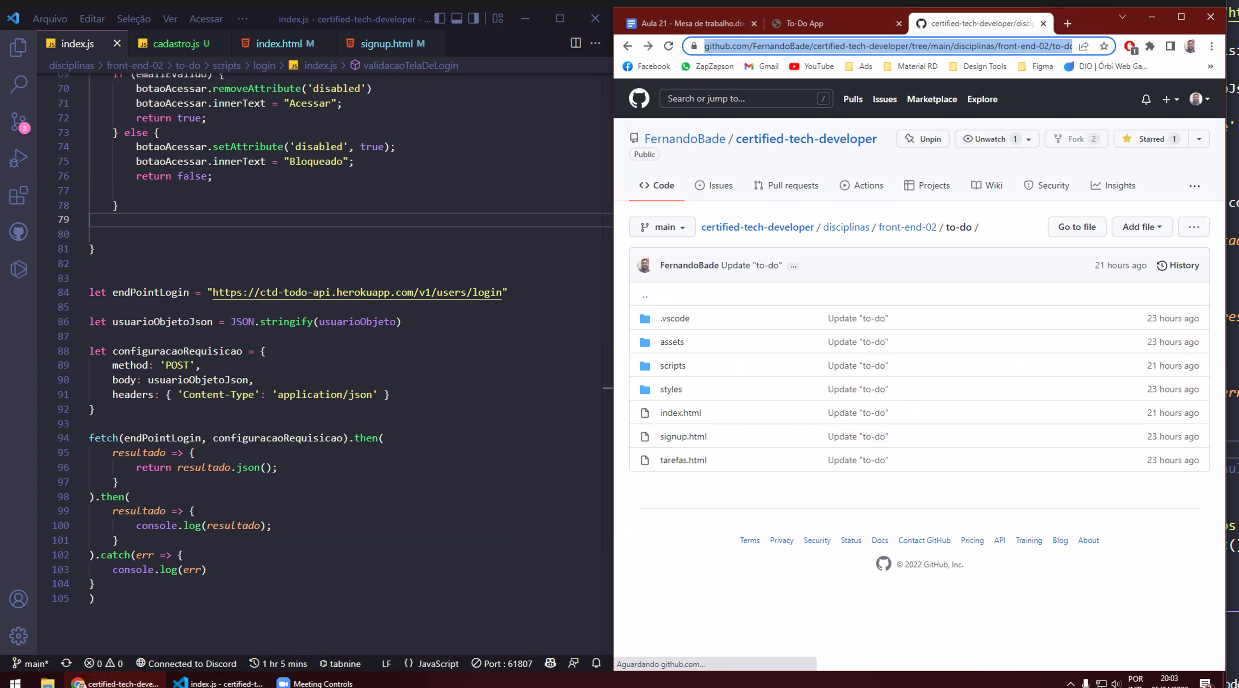 Arquivo Editar Seleção Ver Acessar ··· index.js - certified-tech-developer - ...
index.js
cadastro.js U
index.html M
signup.html M
disciplinas > front-end-02 > to-do > scripts > login > index.js > validacaoTelaDeLogin
69 if (emailValido) {
70 botaoAcessar.removeAttribute('disabled')
71 botaoAcessar.innerText = "Acessar";
72 return true;
73 } else {
74 botaoAcessar.setAttribute('disabled', true);
75 botaoAcessar.innerText = "Bloqueado";
76 return false;
77
78 }
79
80
81 }
82
83
84 let endPointLogin = "https://ctd-todo-api.herokuapp.com/v1/users/login"
85
86 let usuarioObjetoJson = JSON.stringify(usuarioObjeto)
87
88 let configuracaoRequisicao = {
89 method: 'POST',
90 body: usuarioObjetoJson,
91 headers: { 'Content-Type': 'application/json' }
92 }
93
94 fetch(endPointLogin, configuracaoRequisicao).then(
95 resultado => {
96 return resultado.json();
97 }
98 ).then(
99 resultado => {
100 console.log(resultado);
101 }
102 ).catch(err => {
103 console.log(err)
104 }
105 )
3
main* 0 0 Connected to Discord 1 hr 5 mins tabnine LF {} JavaScript Port : 61807
Aula 21 - Mesa de trabalho.do
To-Do App
certified-tech-developer/disci
github.com/FernandoBade/certified-tech-developer/tree/main/disciplinas/front-end-02/to-do
1
Facebook ZapZapson Gmail YouTube Ads Material RD Design Tools Figma DIO | Órbi Web Ga... »
Search or jump to... /
Pulls Issues Marketplace Explore
FernandoBade / certified-tech-developer
Unpin Unwatch 1 Fork 2 Starred 1
Public
Code Issues Pull requests Actions Projects Wiki Security Insights ...
main certified-tech-developer / disciplinas / front-end-02 / to-do /
Go to file Add file ...
FernandoBade Update "to-do" ... 21 hours ago History
..
.vscode Update "to-do" 23 hours ago
assets Update "to-do" 23 hours ago
scripts Update "to-do" 21 hours ago
styles Update "to-do" 23 hours ago
index.html Update "to-do" 21 hours ago
signup.html Update "to-do" 23 hours ago
tarefas.html Update "to-do" 23 hours ago
Terms Privacy Security Status Docs Contact GitHub Pricing API Training Blog About
© 2022 GitHub, Inc.
Aguardando github.com...
certified-tech-deve...
index.js - certified-t...
Meeting Controls
POR
20:03